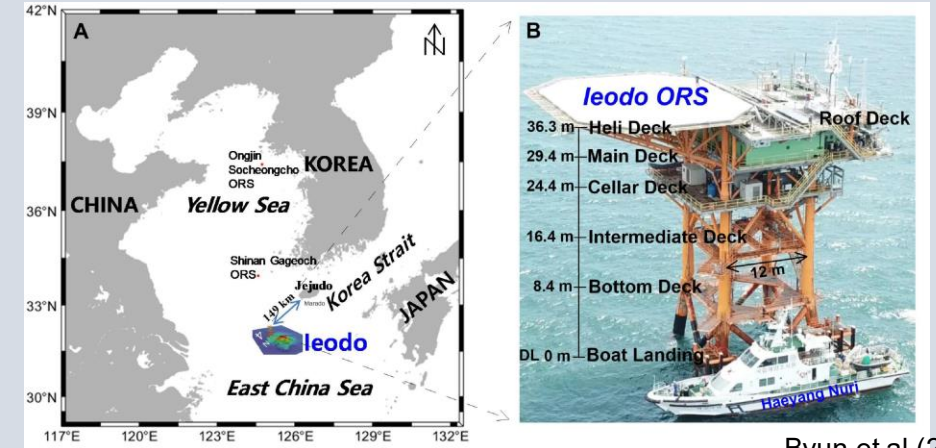 A
N
42°N
39°N
36°N
33°N
30°N
117°E
120°E
123°E
126°E
129°E
132°E
Ongjin
Socheongcho
ORS
KOREA
CHINA
Yellow Sea
Shinan Gageoch
ORS
Jejudo
Marado
Korea Strait
JAPAN
149 km
Ieodo
East China Sea
B
Ieodo ORS
Roof Deck
36.3 m Heli Deck
29.4 m Main Deck
24.4 m Cellar Deck
16.4 m Intermediate Deck
12 m
8.4 m Bottom Deck
DL 0 m Boat Landing
Haeyang Nuri